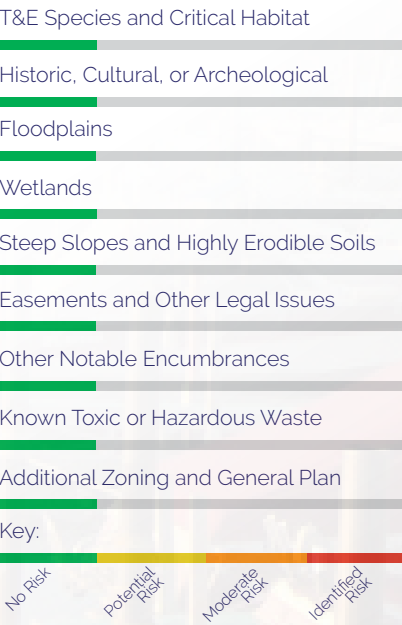 T&E Species and Critical Habitat
Historic, Cultural, or Archeological
Floodplains
Wetlands
Steep Slopes and Highly Erodible Soils
Easements and Other Legal Issues
Other Notable Encumbrances
Known Toxic or Hazardous Waste
Additional Zoning and General Plan
Key:
No Risk
Potential
Risk
Moderate
Risk
Identified
Risk